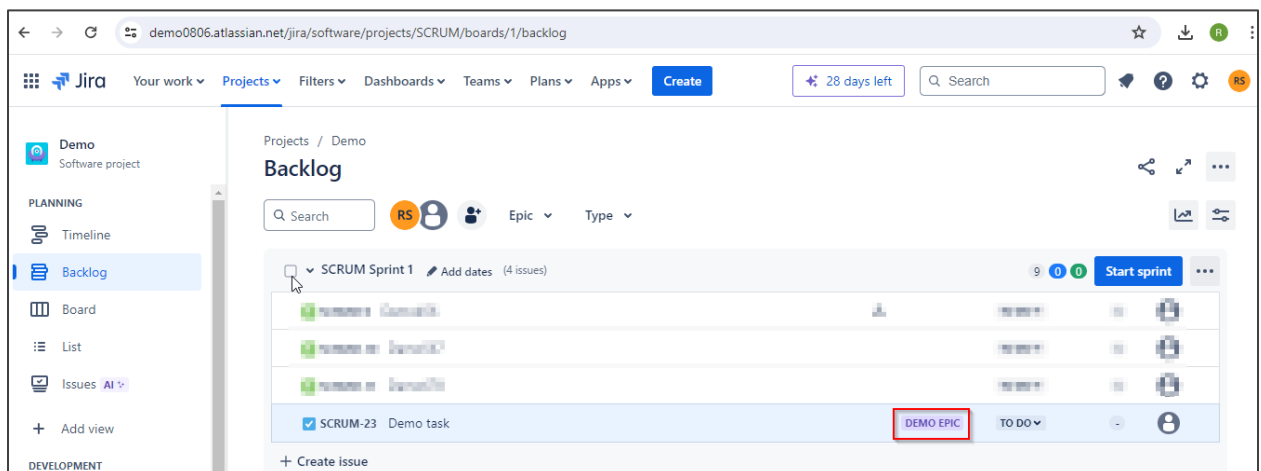 demo0806.atlassian.net/jira/software/projects/SCRUM/boards/1/backlog R
Jira Your work Projects Filters Dashboards Teams Plans Apps Create 28 days left Search RS
Demo
Software project
Projects / Demo
Backlog
PLANNING
Search RS Epic Type
Timeline
Backlog
SCRUM Sprint 1 Add dates (4 issues) 9 0 0 Start sprint
Board
List
Issues AI
SCRUM-23 Demo task DEMO EPIC TO DO -
+ Add view
+ Create issue
DEVELOPMENT